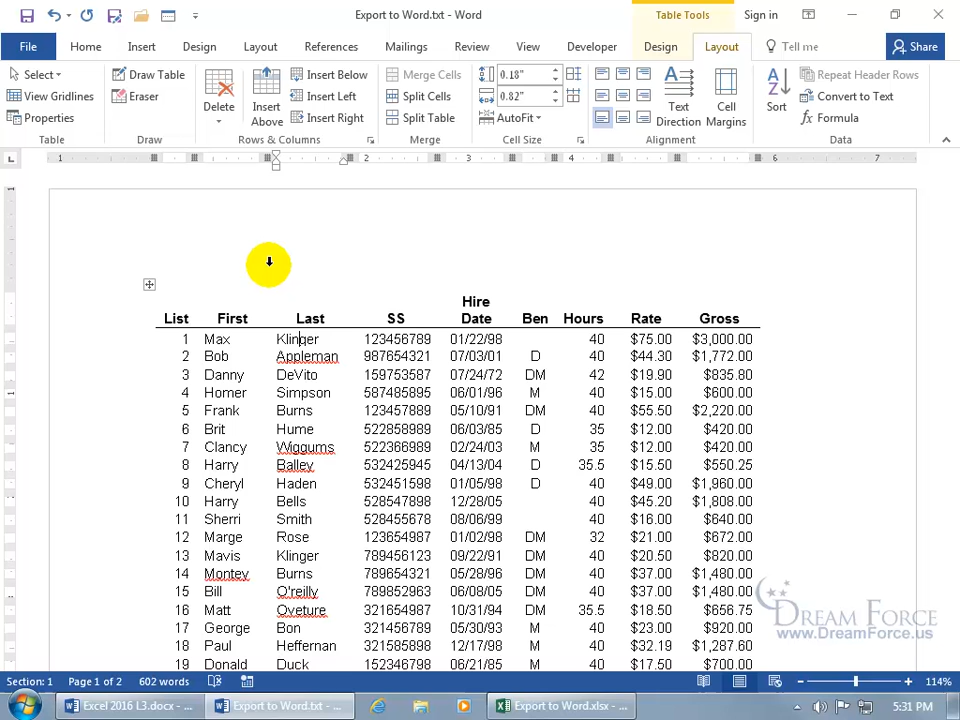 Export to Word.txt - Word
Table Tools
Sign in
File Home Insert Design Layout References Mailings Review View Developer Design Layout Tell me Share
Select Draw Table Insert Below Merge Cells 0.18" Repeat Header Rows
View Gridlines Eraser Delete Insert Above Insert Left Split Cells 0.82" Text Direction Cell Margins Sort Convert to Text
Properties Insert Right Split Table AutoFit Formula
Table Draw Rows & Columns Merge Cell Size Alignment Data
1 2 3 4 5 6 7
List First Last SS Hire Date Ben Hours Rate Gross
1 Max Klinger 123456789 01/22/98 40 $75.00 $3,000.00
2 Bob Appleman 987654321 07/03/01 D 40 $44.30 $1,772.00
3 Danny DeVito 159753587 07/24/72 DM 42 $19.90 $835.80
4 Homer Simpson 587485895 06/01/96 M 40 $15.00 $600.00
5 Frank Burns 123457889 05/10/91 DM 40 $55.50 $2,220.00
6 Brit Hume 522858989 06/03/85 D 35 $12.00 $420.00
7 Clancy Wiggums 522366989 02/24/03 M 35 $12.00 $420.00
8 Harry Balley 532425945 04/13/04 D 35.5 $15.50 $550.25
9 Cheryl Haden 532451598 01/05/98 D 40 $49.00 $1,960.00
10 Harry Bells 528547898 12/28/05 40 $45.20 $1,808.00
11 Sherri Smith 528455678 08/06/99 40 $16.00 $640.00
12 Marge Rose 123654987 01/02/98 DM 32 $21.00 $672.00
13 Mavis Klinger 789456123 09/22/91 DM 40 $20.50 $820.00
14 Montey Burns 789654321 05/28/96 DM 40 $37.00 $1,480.00
15 Bill O'reilly 789852963 06/08/05 DM 40 $37.00 $1,480.00
16 Matt Oveture 321654987 10/31/94 DM 35.5 $18.50 $656.75
17 George Bon 321456789 05/30/93 M 40 $23.00 $920.00
18 Paul Heffernan 321585898 12/17/98 M 40 $32.19 $1,287.60
19 Donald Duck 152346789 06/21/85 M 40 $17.50 $700.00
DREAM FORCE
www.DreamForce.us
Section: 1 Page 1 of 2 602 words 114%
Excel 2016 L3.docx - ... Export to Word.txt - ... Export to Word.xlsx - ... 5:31 PM